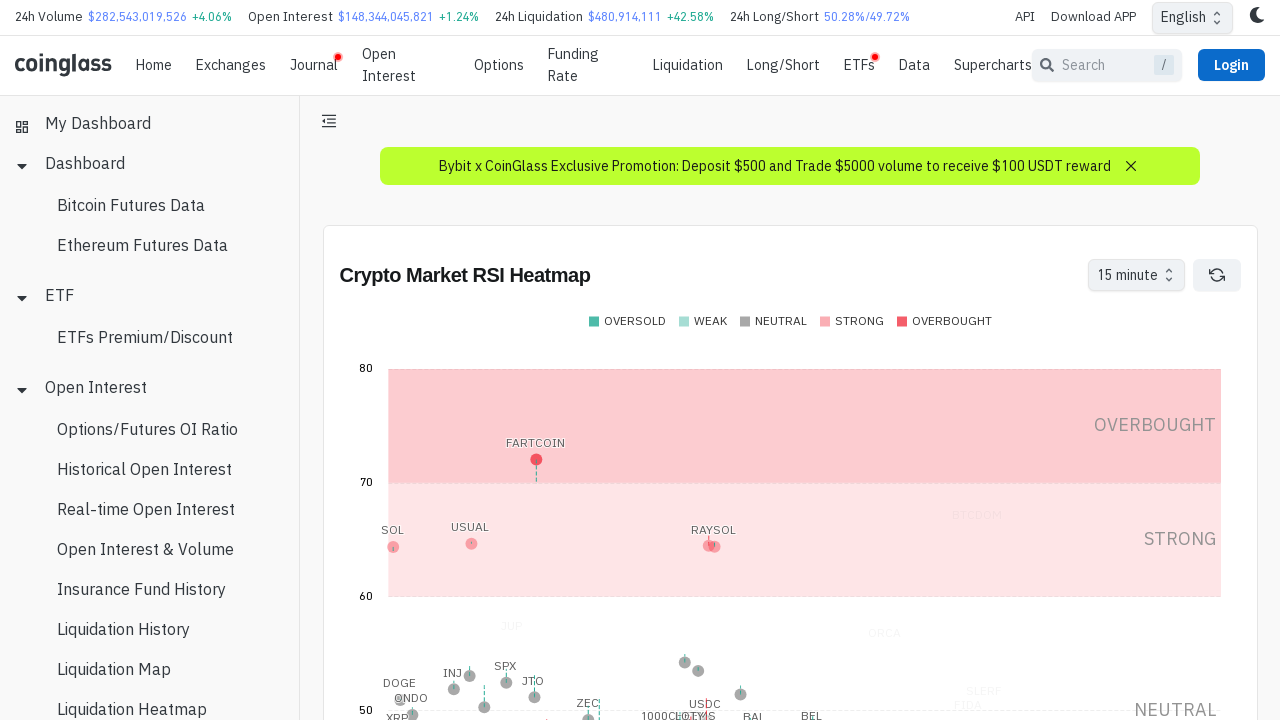 24h Volume $282,543,019,526 +4.06% Open Interest $148,344,045,821 +1.24% 24h Liquidation $480,914,111 +42.58% 24h Long/Short 50.28%/49.72% API Download APP English
coinglass Home Exchanges Journal Open Interest Options Funding Rate Liquidation Long/Short ETFs Data Supercharts Search / Login
My Dashboard
Dashboard
Bitcoin Futures Data
Ethereum Futures Data
ETF
ETFs Premium/Discount
Open Interest
Options/Futures OI Ratio
Historical Open Interest
Real-time Open Interest
Open Interest & Volume
Insurance Fund History
Liquidation History
Liquidation Map
Liquidation Heatmap
Bybit x CoinGlass Exclusive Promotion: Deposit $500 and Trade $5000 volume to receive $100 USDT reward
Crypto Market RSI Heatmap
15 minute
OVERSOLD WEAK NEUTRAL STRONG OVERBOUGHT
80
OVERBOUGHT
FARTCOIN
70
BTCDOM
SOL USUAL RAYSOL
STRONG
60
JUP ORCA
SPX
INJ JTO
DOGE
ONDO
SLERF
ZEC USDC
50 NEUTRAL
XRP BAL BEL